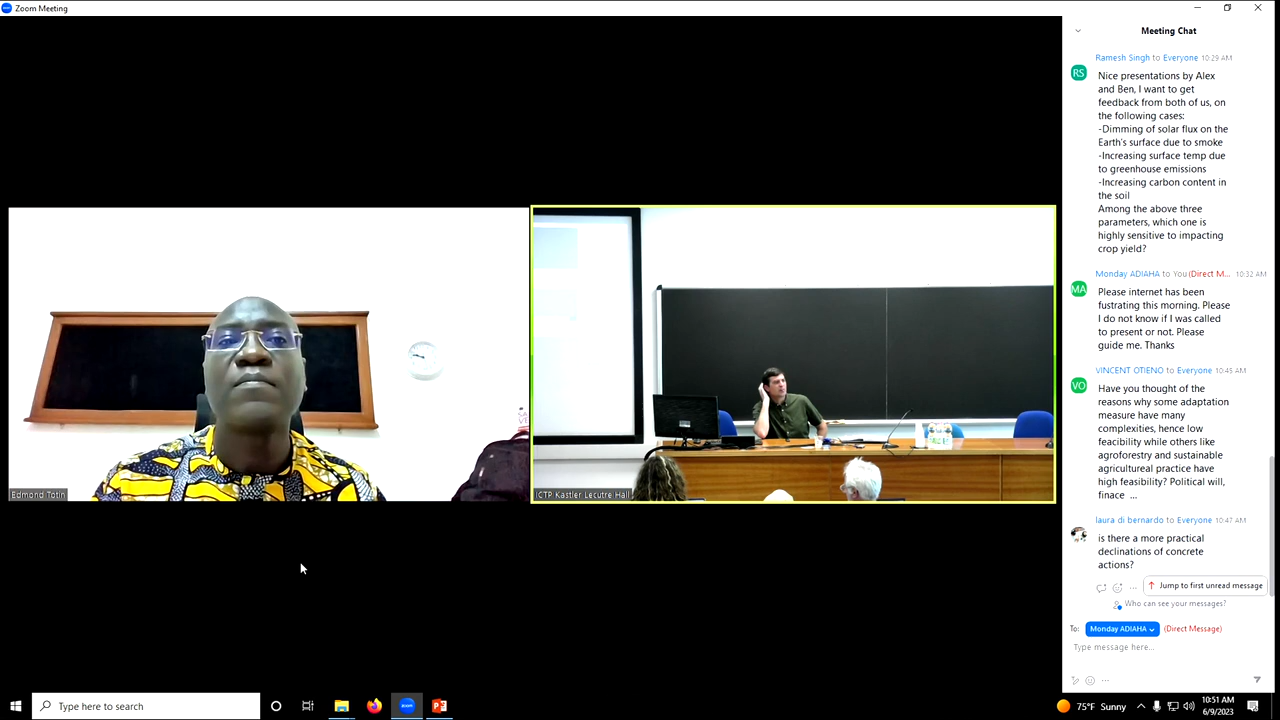 Zoom Meeting
Meeting Chat
Ramesh Singh to Everyone 10:29 AM
RS
Nice presentations by Alex
and Ben, I want to get
feedback from both of us, on
the following cases:
-Dimming of solar flux on the
Earth's surface due to smoke
-Increasing surface temp due
to greenhouse emissions
-Increasing carbon content in
the soil
Among the above three
parameters, which one is
highly sensitive to impacting
crop yield?
Monday ADIAHA to You (Direct M... 10:32 AM
MA
Please internet has been
fustrating this morning. Please
I do not know if I was called
to present or not. Please
guide me. Thanks
VINCENT OTIENO to Everyone 10:45 AM
VO
Have you thought of the
reasons why some adaptation
measure have many
complexities, hence low
feacibility while others like
agroforestry and sustainable
agricultureal practice have
high feasibility? Political will,
finace ...
laura di bernardo to Everyone 10:47 AM
is there a more practical
declinations of concrete
actions?
Jump to first unread message
Who can see your messages?
To: Monday ADIAHA (Direct Message)
Type message here...
Edmond Totin
ICTP Kastler Lecutre Hall
Type here to search
75°F Sunny
10:51 AM
6/9/2023